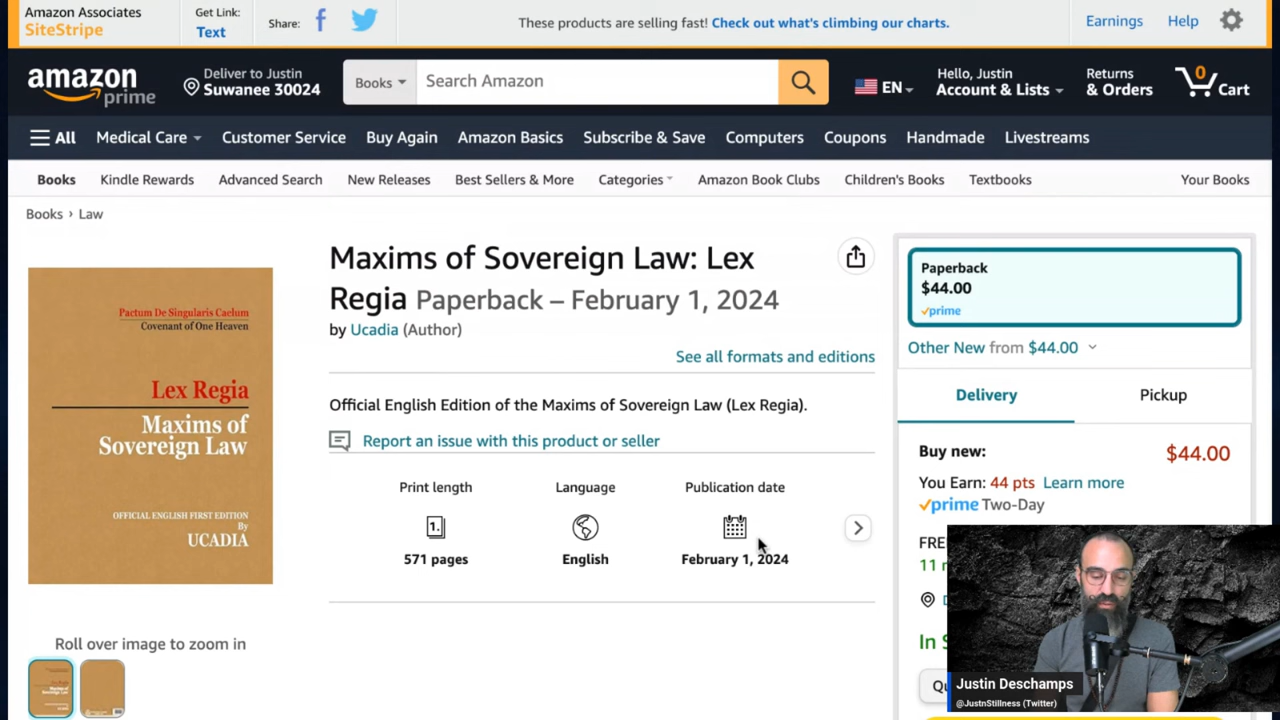 Amazon Associates
SiteStripe
Get Link:
Text
Share:
These products are selling fast! Check out what's climbing our charts.
Earnings
Help
amazon
prime
Deliver to Justin
Suwanee 30024
Books
Search Amazon
EN
Hello, Justin
Account & Lists
Returns
& Orders
0
Cart
All
Medical Care
Customer Service
Buy Again
Amazon Basics
Subscribe & Save
Computers
Coupons
Handmade
Livestreams
Books
Kindle Rewards
Advanced Search
New Releases
Best Sellers & More
Categories
Amazon Book Clubs
Children's Books
Textbooks
Your Books
Books › Law
Pactum De Singularis Caelum
Covenant of One Heaven
Lex Regia
Maxims of
Sovereign Law
OFFICIAL ENGLISH FIRST EDITION
By
UCADIA
Roll over image to zoom in
Maxims of Sovereign Law: Lex
Regia Paperback – February 1, 2024
by Ucadia (Author)
See all formats and editions
Official English Edition of the Maxims of Sovereign Law (Lex Regia).
Report an issue with this product or seller
Print length
1.
571 pages
Language
English
Publication date
February 1, 2024
Paperback
$44.00
prime
Other New from $44.00
Delivery
Pickup
Buy new:
$44.00
You Earn: 44 pts Learn more
prime Two-Day
Justin Deschamps
@JustnStillness (Twitter)